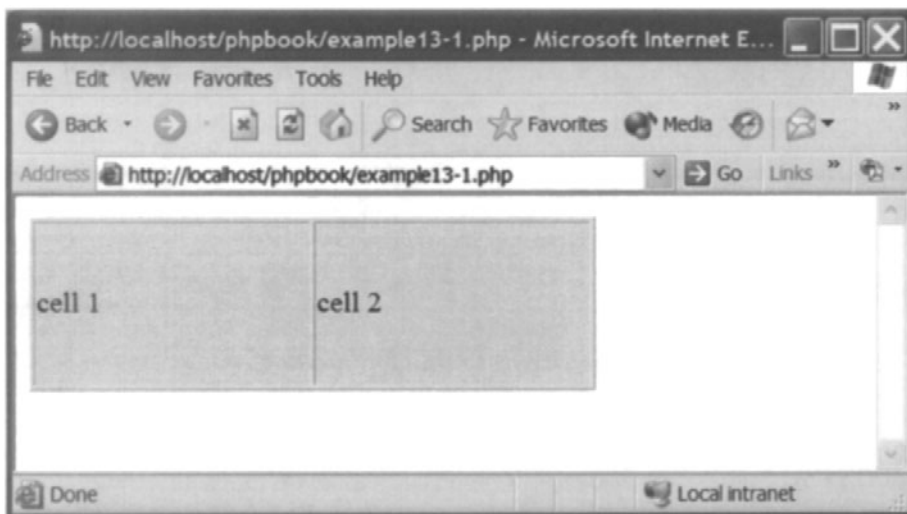 http://localhost/phpbook/example13-1.php - Microsoft Internet E...
File Edit View Favorites Tools Help
Back Search Favorites Media »
Address http://localhost/phpbook/example13-1.php Go Links »
cell 1 cell 2
Done Local intranet